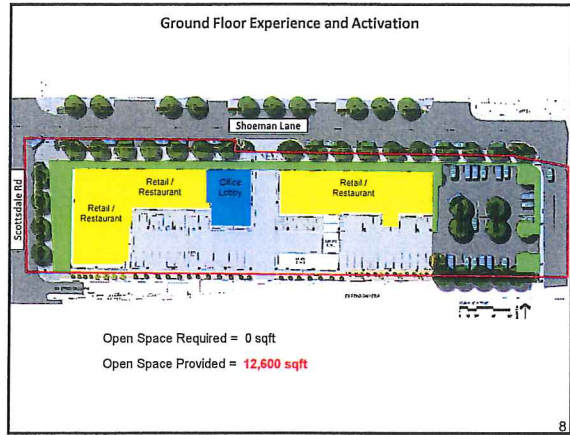 Ground Floor Experience and Activation
Shoeman Lane
Scottsdale Rd
Retail /
Restaurant
Office
Lobby
Retail /
Restaurant
Retail /
Restaurant
Open Space Required = 0 sqft
Open Space Provided = 12,600 sqft
8